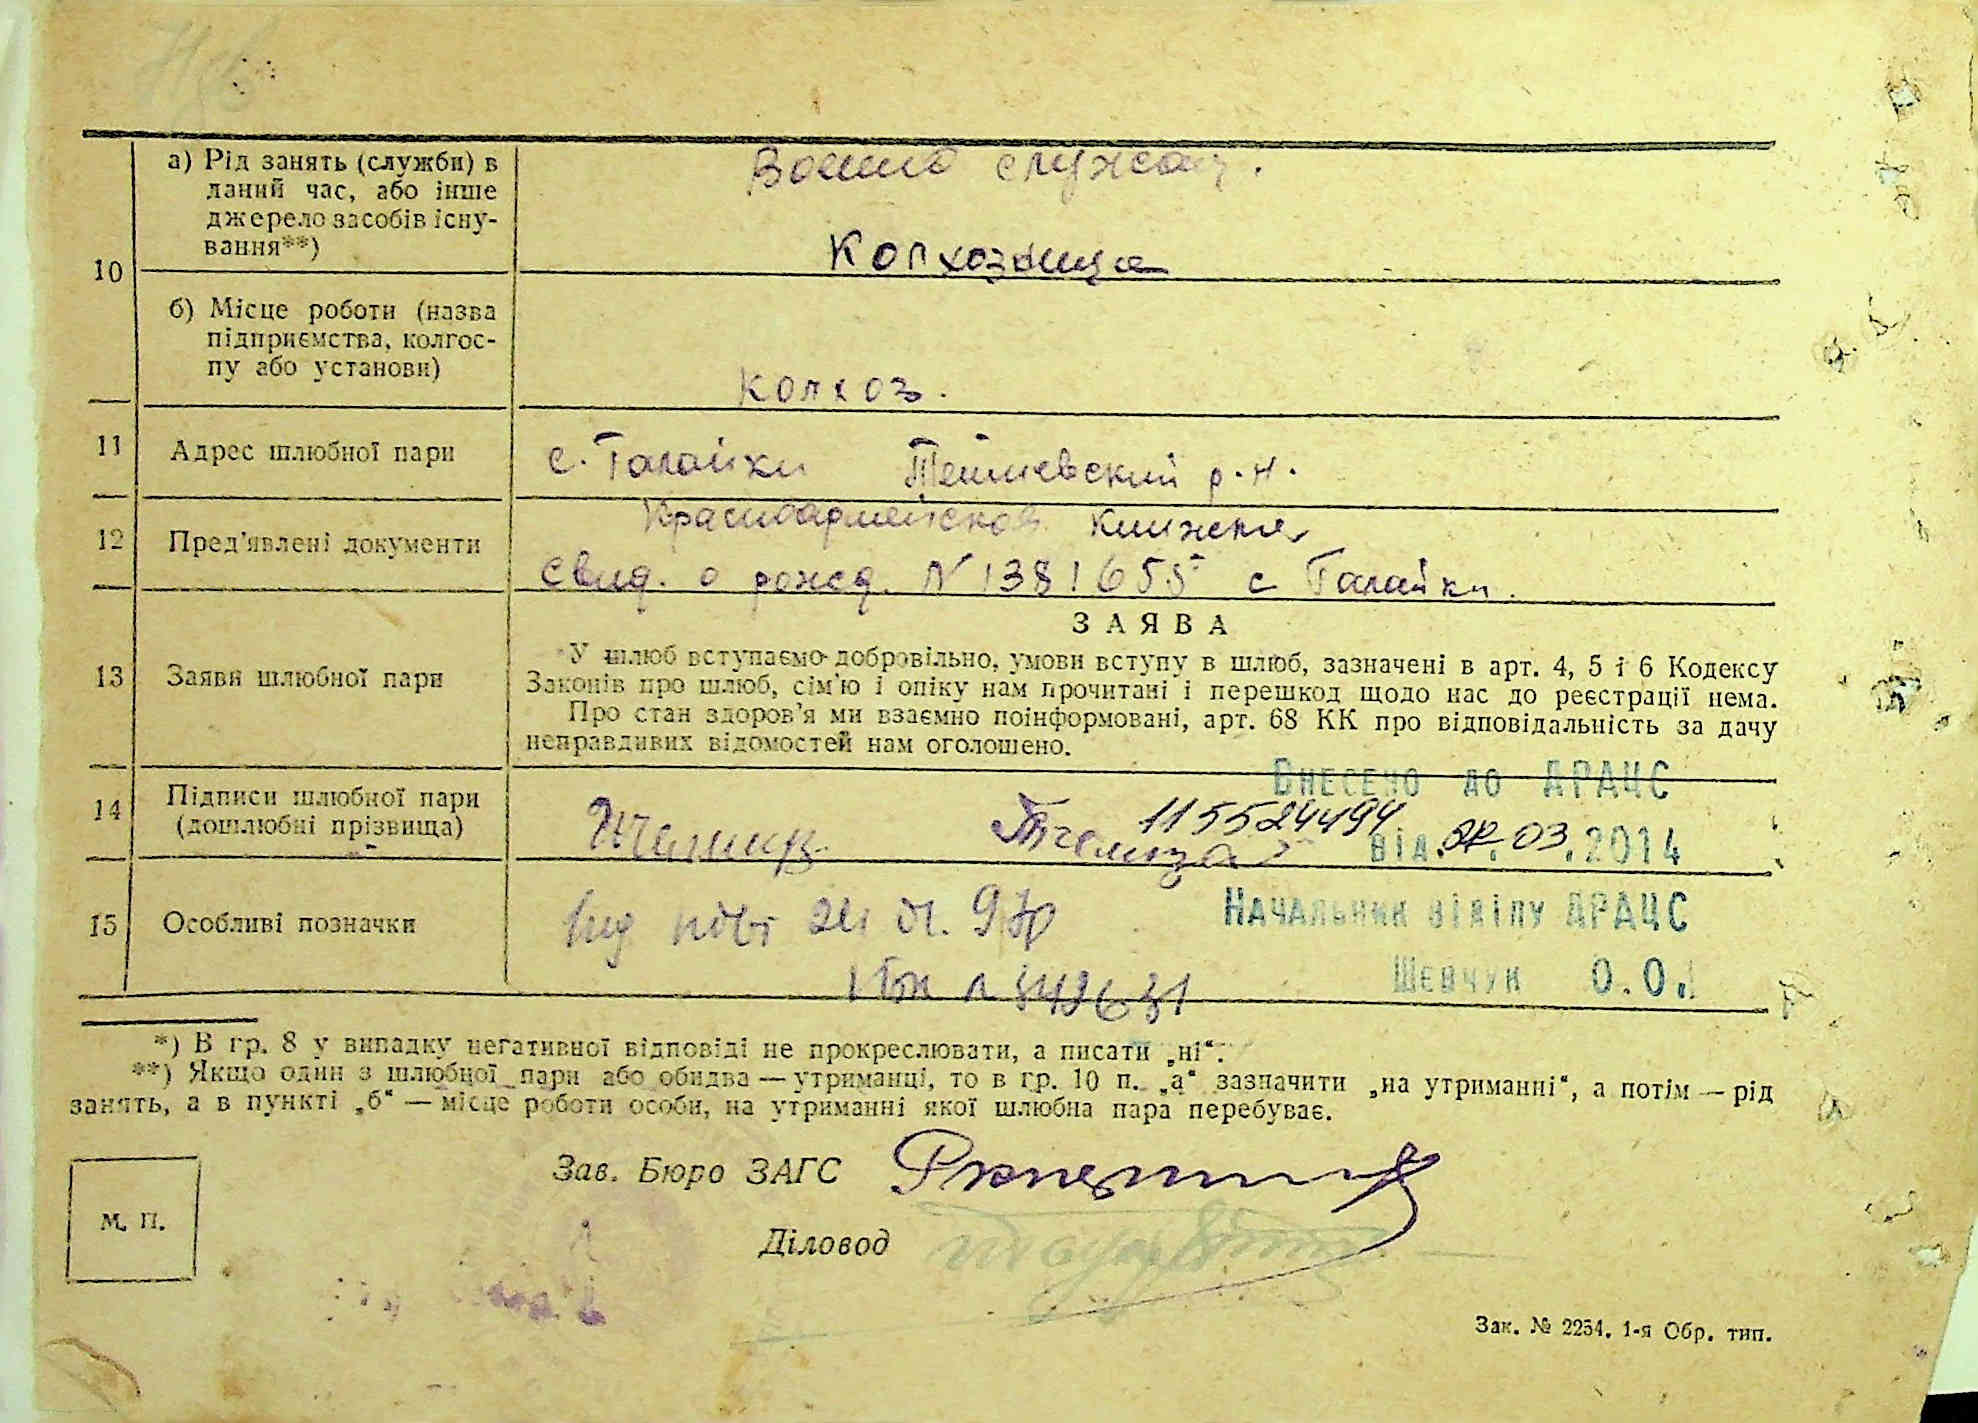 а) Рід занять (служби) в
даний час, або інше
джерело засобів існу-
вання**)
Военно служащ.
Колхозница
10
б) Місце роботи (назва
підприємства, колгос-
пу або установи)
Колхоз.
11 Адрес шлюбної пари с. Галайки Тетиевский р-н.
12 Пред'явлені документи Красноармейская книжка
свид. о рожд. N 1381655 с Галайки.
ЗАЯВА
13 Заяви шлюбної пари
У шлюб вступаємо добровільно, умови вступу в шлюб, зазначені в арт. 4, 5 і 6 Кодексу
Законів про шлюб, сім'ю і опіку нам прочитані і перешкод щодо нас до реєстрації нема.
Про стан здоров'я ми взаємно поінформовані, арт. 68 КК про відповідальність за дачу
неправдивих відомостей нам оголошено.
Внесено до ДРАЦС
14 Підписи шлюбної пари
(дошлюбні прізвища)
115524494
від 03.2014
15 Особливі позначки
Начальник відділу ДРАЦС
Шевчук О.О.
*) В гр. 8 у випадку негативної відповіді не прокреслювати, а писати „ні“.
**) Якщо один з шлюбної пари або обидва — утриманці, то в гр. 10 п. „а“ зазначити „на утриманні“, а потім — рід
занять, а в пункті „б“ — місце роботи особи, на утриманні якої шлюбна пара перебуває.
Зав. Бюро ЗАГС
М. П.
Діловод
Зак. № 2254. 1-я Обр. тип.